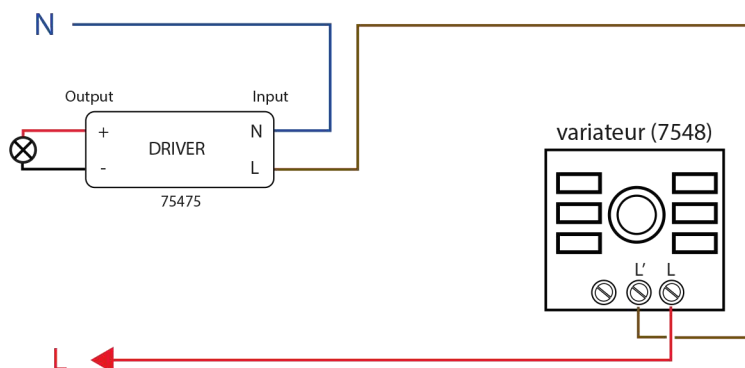 N
Output Input
+ N
DRIVER
- L
75475
variateur (7548)
L' L
L